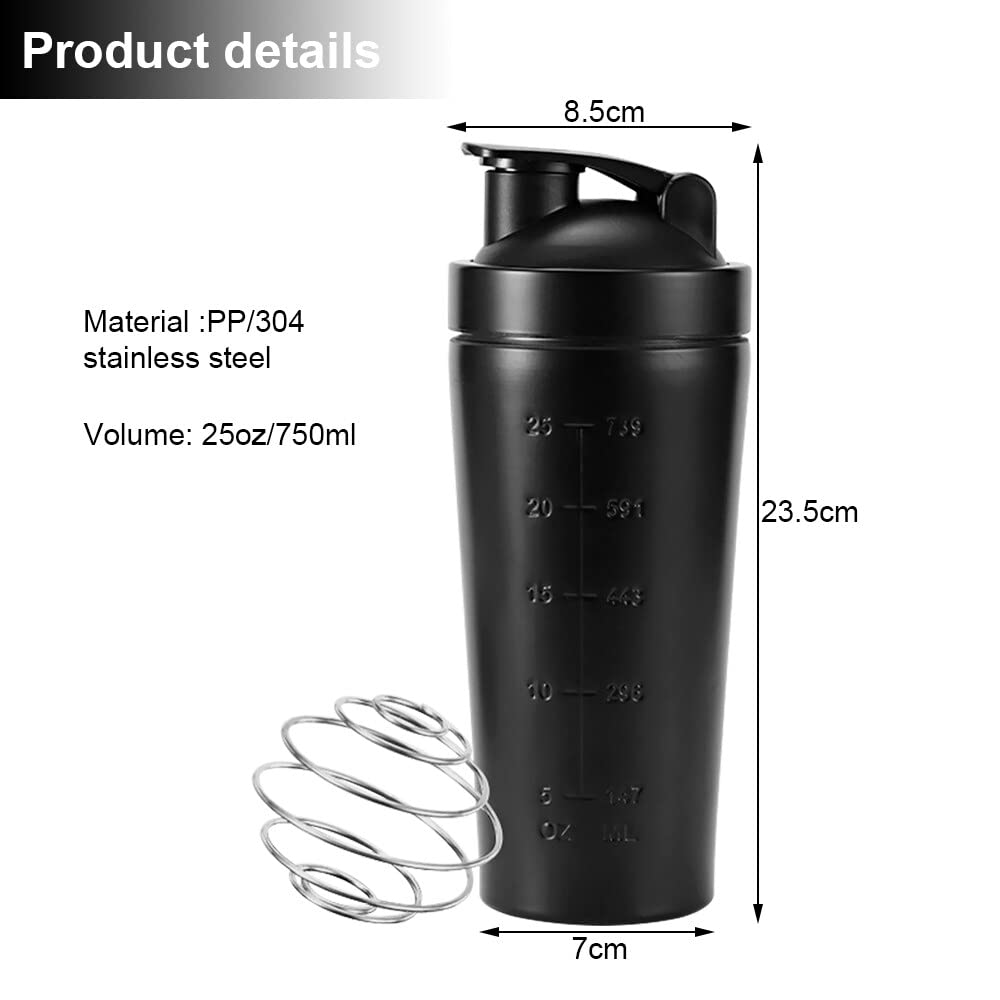 Product details
8.5cm
Material :PP/304
stainless steel
Volume: 25oz/750ml
25 739
20 591
23.5cm
15 443
10 296
5 147
OZ ML
7cm